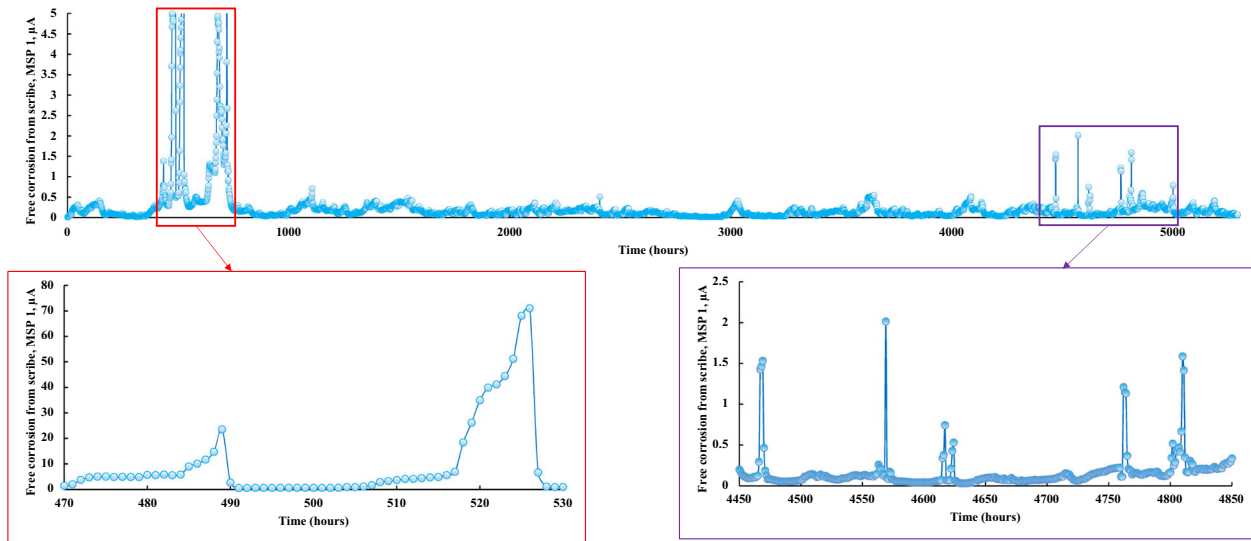 Free corrosion from scribe, MSP 1, µA
5
4.5
4
3.5
3
2.5
2
1.5
1
0.5
0
0 1000 2000 3000 4000 5000
Time (hours)
Free corrosion from scribe, MSP 1, µA
80
70
60
50
40
30
20
10
0
470 480 490 500 510 520 530
Time (hours)
Free corrosion from scribe, MSP 1, µA
2.5
2
1.5
1
0.5
0
4450 4500 4550 4600 4650 4700 4750 4800 4850
Time (hours)